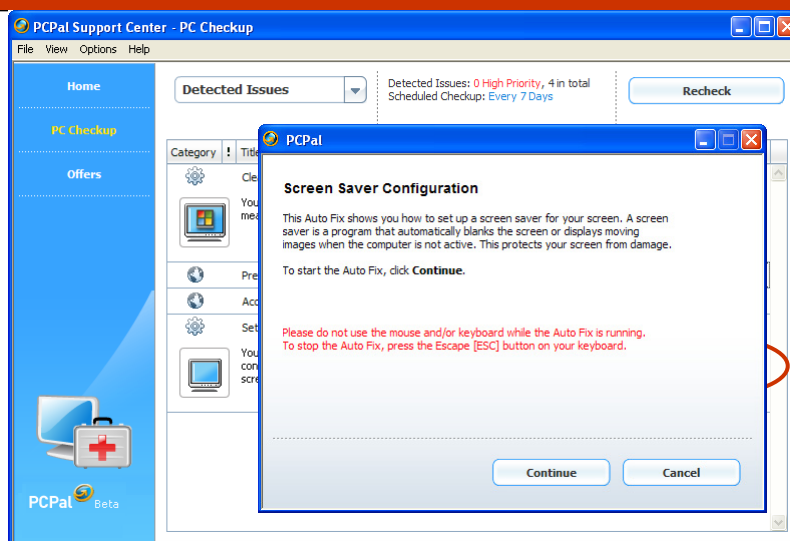 PCPal Support Center - PC Checkup
File View Options Help
Home
PC Checkup
Offers
Detected Issues
Detected Issues: 0 High Priority, 4 in total
Scheduled Checkup: Every 7 Days
Recheck
Category ! Title
PCPal
Screen Saver Configuration
This Auto Fix shows you how to set up a screen saver for your screen. A screen
saver is a program that automatically blanks the screen or displays moving
images when the computer is not active. This protects your screen from damage.
To start the Auto Fix, click Continue.
Please do not use the mouse and/or keyboard while the Auto Fix is running.
To stop the Auto Fix, press the Escape [ESC] button on your keyboard.
Continue
Cancel
You
Set
You
PCPal Beta